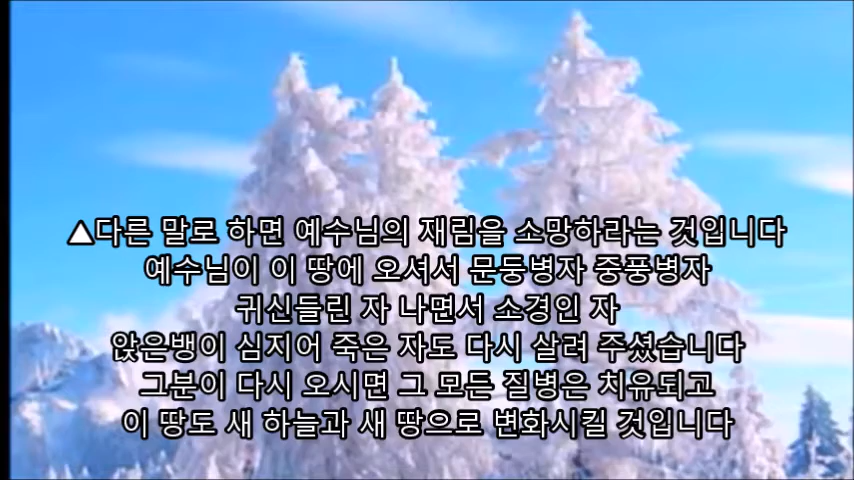 ▲다른 말로 하면 예수님의 재림을 소망하라는 것입니다
예수님이 이 땅에 오셔서 문둥병자 중풍병자
귀신들린 자 나면서 소경인 자
앉은뱅이 심지어 죽은 자도 다시 살려 주셨습니다
그분이 다시 오시면 그 모든 질병은 치유되고
이 땅도 새 하늘과 새 땅으로 변화시킬 것입니다